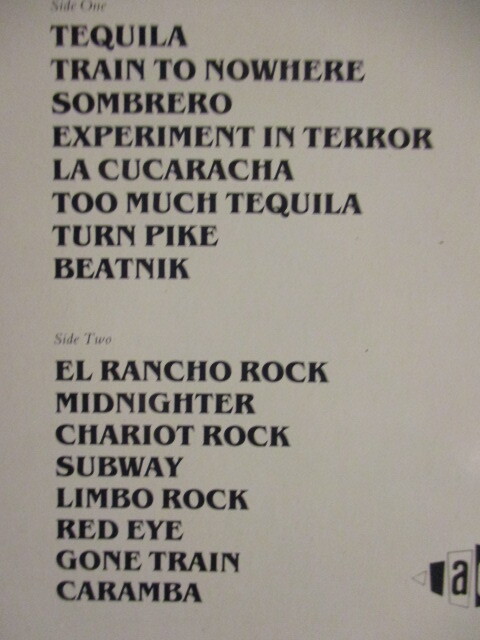 Side One
TEQUILA
TRAIN TO NOWHERE
SOMBRERO
EXPERIMENT IN TERROR
LA CUCARACHA
TOO MUCH TEQUILA
TURN PIKE
BEATNIK
Side Two
EL RANCHO ROCK
MIDNIGHTER
CHARIOT ROCK
SUBWAY
LIMBO ROCK
RED EYE
GONE TRAIN
CARAMBA
a